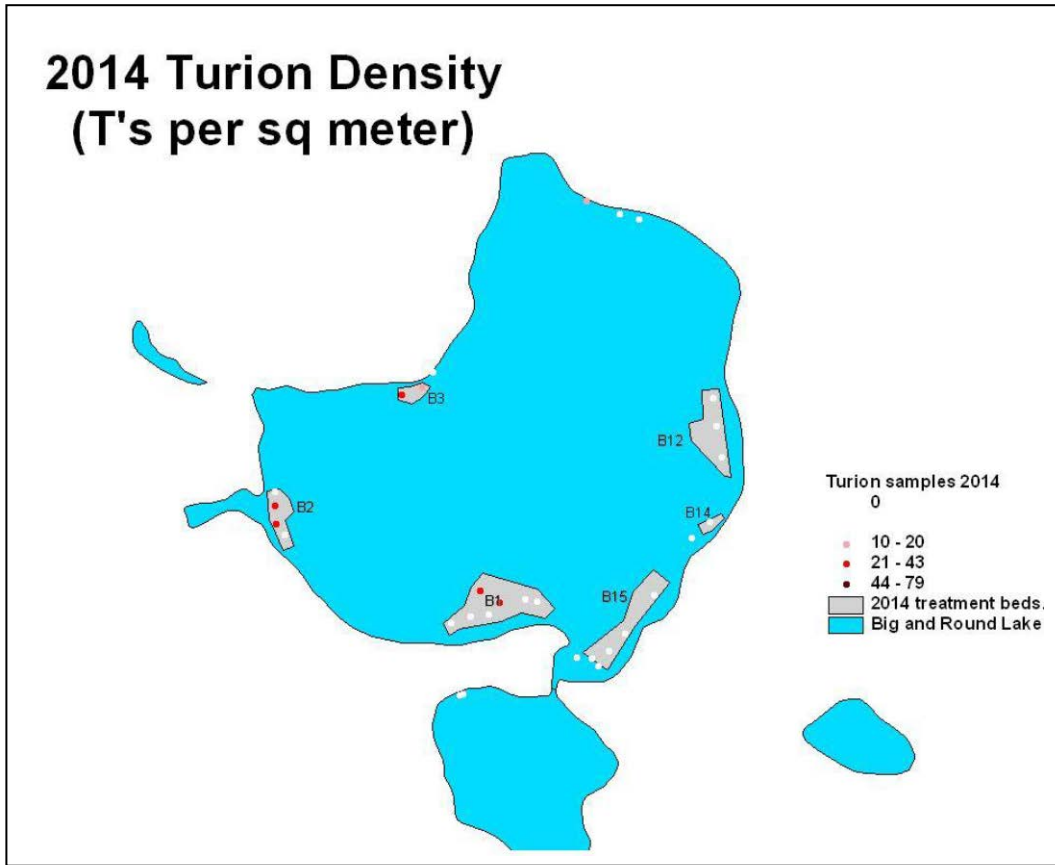 2014 Turion Density
(T's per sq meter)
B3
B12
B2
B14
B1
B15
Turion samples 2014
0
10 - 20
21 - 43
44 - 79
2014 treatment beds.
Big and Round Lake